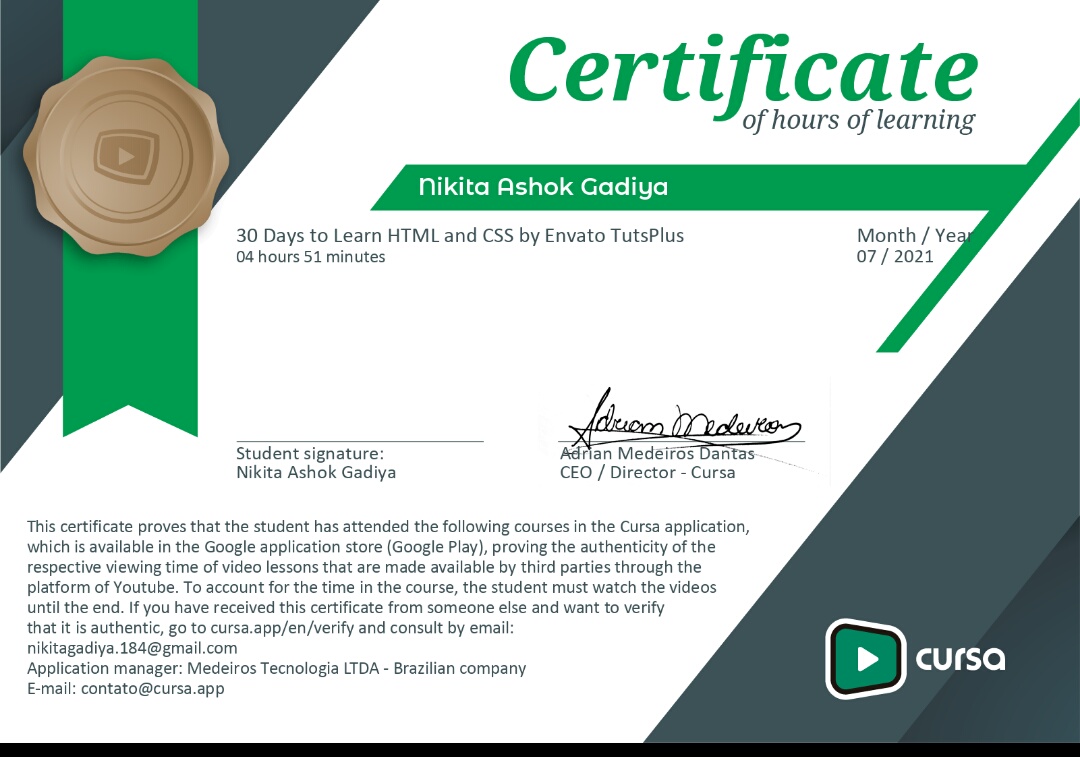 Certificate
of hours of learning
Nikita Ashok Gadiya
30 Days to Learn HTML and CSS by Envato TutsPlus
04 hours 51 minutes
Month / Year
07 / 2021
Adrian Medeiros
Student signature:
Nikita Ashok Gadiya
Adrian Medeiros Dantas
CEO / Director - Cursa
This certificate proves that the student has attended the following courses in the Cursa application,
which is available in the Google application store (Google Play), proving the authenticity of the
respective viewing time of video lessons that are made available by third parties through the
platform of Youtube. To account for the time in the course, the student must watch the videos
until the end. If you have received this certificate from someone else and want to verify
that it is authentic, go to cursa.app/en/verify and consult by email:
nikitagadiya.184@gmail.com
Application manager: Medeiros Tecnologia LTDA - Brazilian company
E-mail: contato@cursa.app
cursa